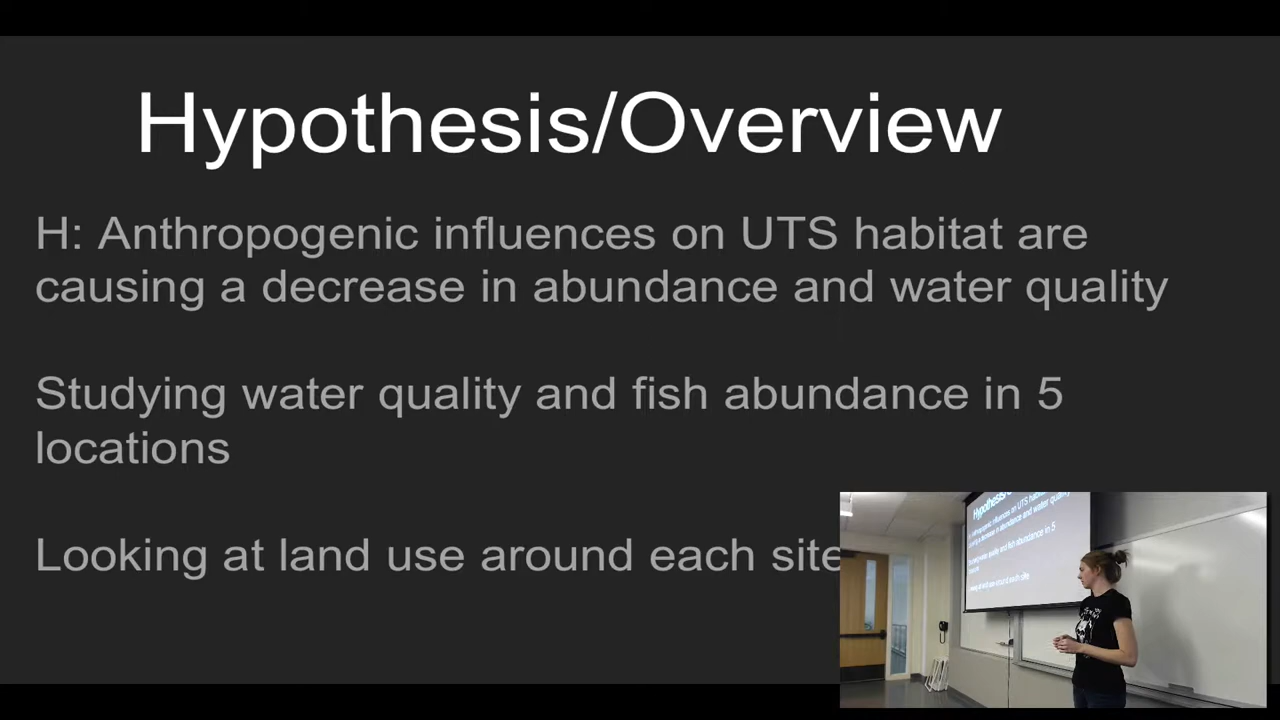 Hypothesis/Overview
H: Anthropogenic influences on UTS habitat are
causing a decrease in abundance and water quality
Studying water quality and fish abundance in 5
locations
Looking at land use around each site